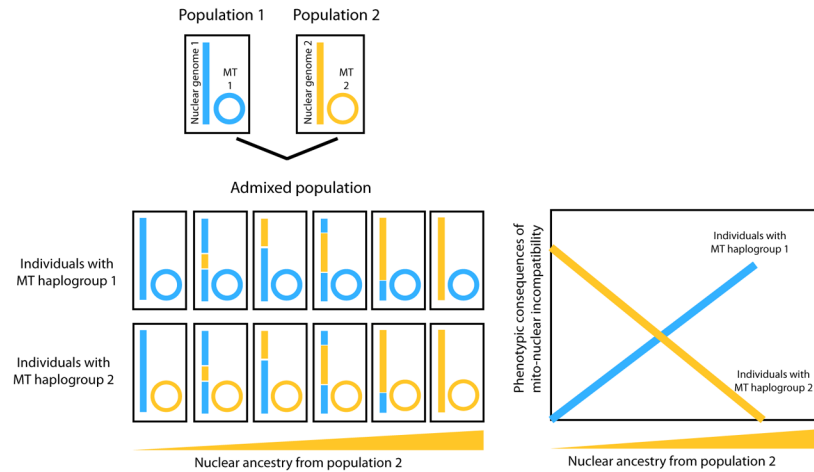 Population 1
Population 2
Nuclear genome 1
MT
1
Nuclear genome 2
MT
2
Admixed population
Individuals with
MT haplogroup 1
Individuals with
MT haplogroup 2
Nuclear ancestry from population 2
Phenotypic consequences of
mito-nuclear incompatibility
Individuals with
MT haplogroup 1
Individuals with
MT haplogroup 2
Nuclear ancestry from population 2